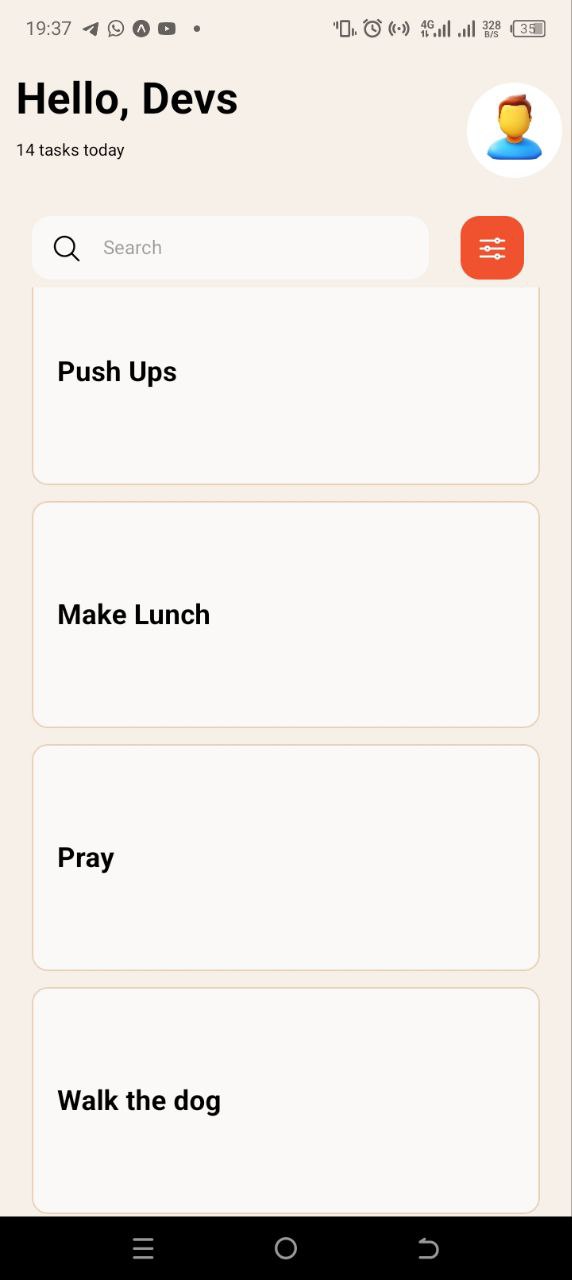 19:37
4G
328
B/S
35
Hello, Devs
14 tasks today
Search
Push Ups
Make Lunch
Pray
Walk the dog